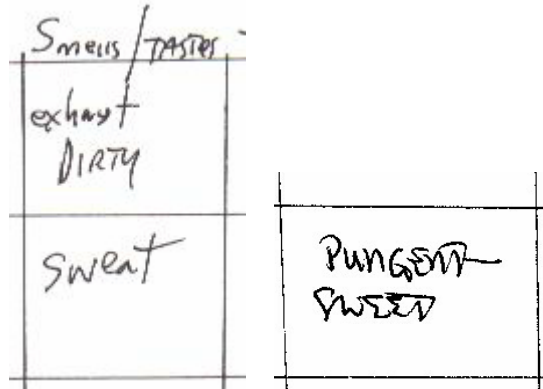 Smells/TASTES
exhaust
DIRTY
sweat
PUNGENT
SWEET